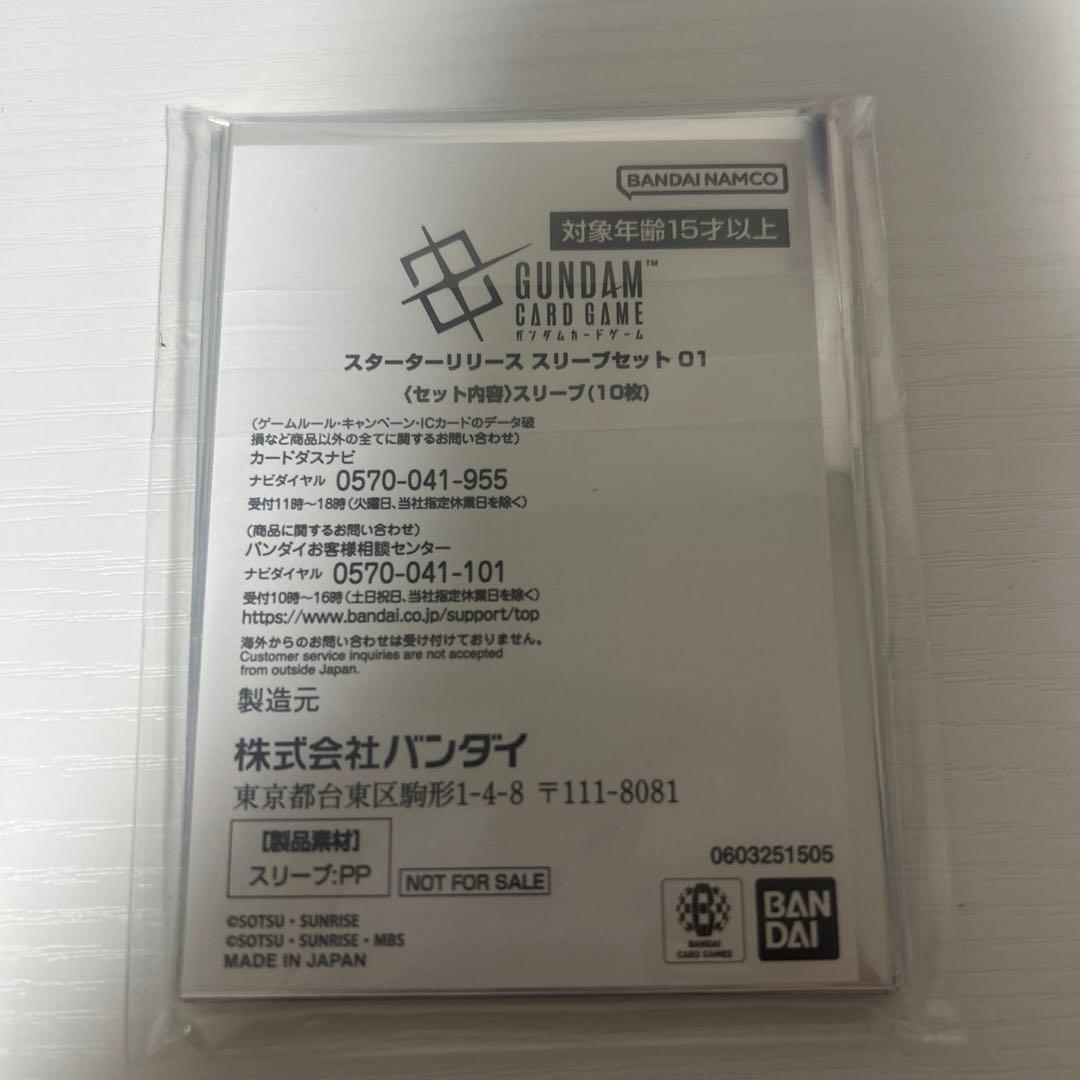 BANDAI NAMCO
対象年齢15才以上
GUNDAM™
CARD GAME
ガンダムカードゲーム
スターターリリース スリーブセット 01
〈セット内容〉スリーブ(10枚)
(ゲームルール・キャンペーン・ICカードのデータ破
損など商品以外の全てに関するお問い合わせ)
カードダスナビ
ナビダイヤル 0570-041-955
受付11時〜18時(火曜日、当社指定休業日を除く)
(商品に関するお問い合わせ)
バンダイお客様相談センター
ナビダイヤル 0570-041-101
受付10時〜16時(土日祝日、当社指定休業日を除く)
https://www.bandai.co.jp/support/top
海外からのお問い合わせは受け付けておりません。
Customer service inquiries are not accepted
from outside Japan.
製造元
株式会社バンダイ
東京都台東区駒形1-4-8 〒111-8081
【製品素材】
スリーブ:PP
NOT FOR SALE
0603251505
BANDAI
CARD GAMES
BAN
DAI
©SOTSU・SUNRISE
©SOTSU・SUNRISE・MBS
MADE IN JAPAN